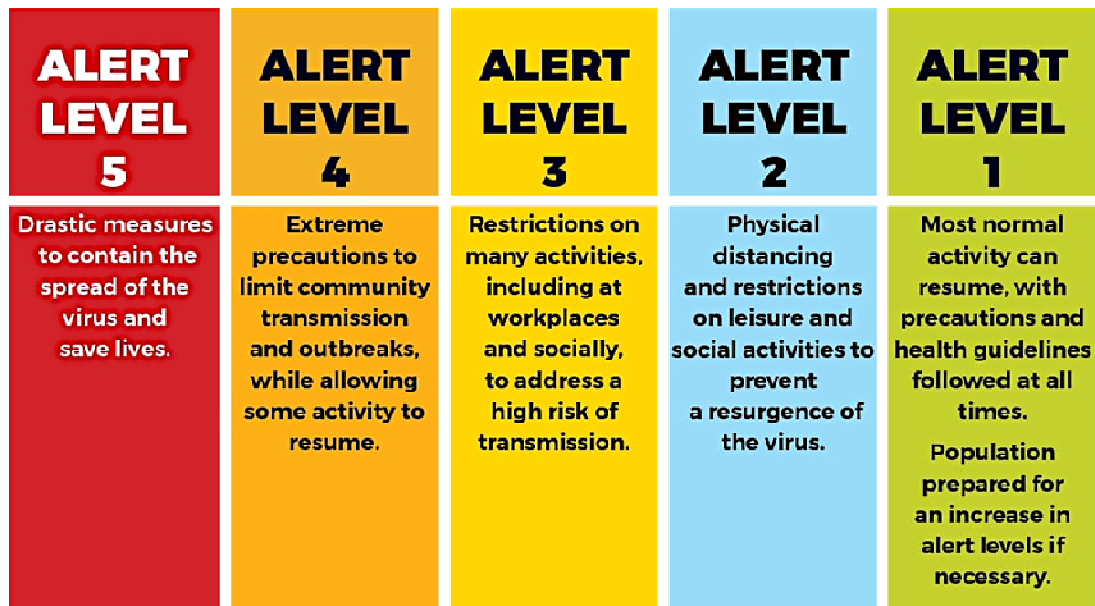 ALERT
LEVEL
5
Drastic measures
to contain the
spread of the
virus and
save lives.
ALERT
LEVEL
4
Extreme
precautions to
limit community
transmission
and outbreaks,
while allowing
some activity to
resume.
ALERT
LEVEL
3
Restrictions on
many activities,
including at
workplaces
and socially,
to address a
high risk of
transmission.
ALERT
LEVEL
2
Physical
distancing
and restrictions
on leisure and
social activities to
prevent
a resurgence of
the virus.
ALERT
LEVEL
1
Most normal
activity can
resume, with
precautions and
health guidelines
followed at all
times.
Population
prepared for
an increase in
alert levels if
necessary.